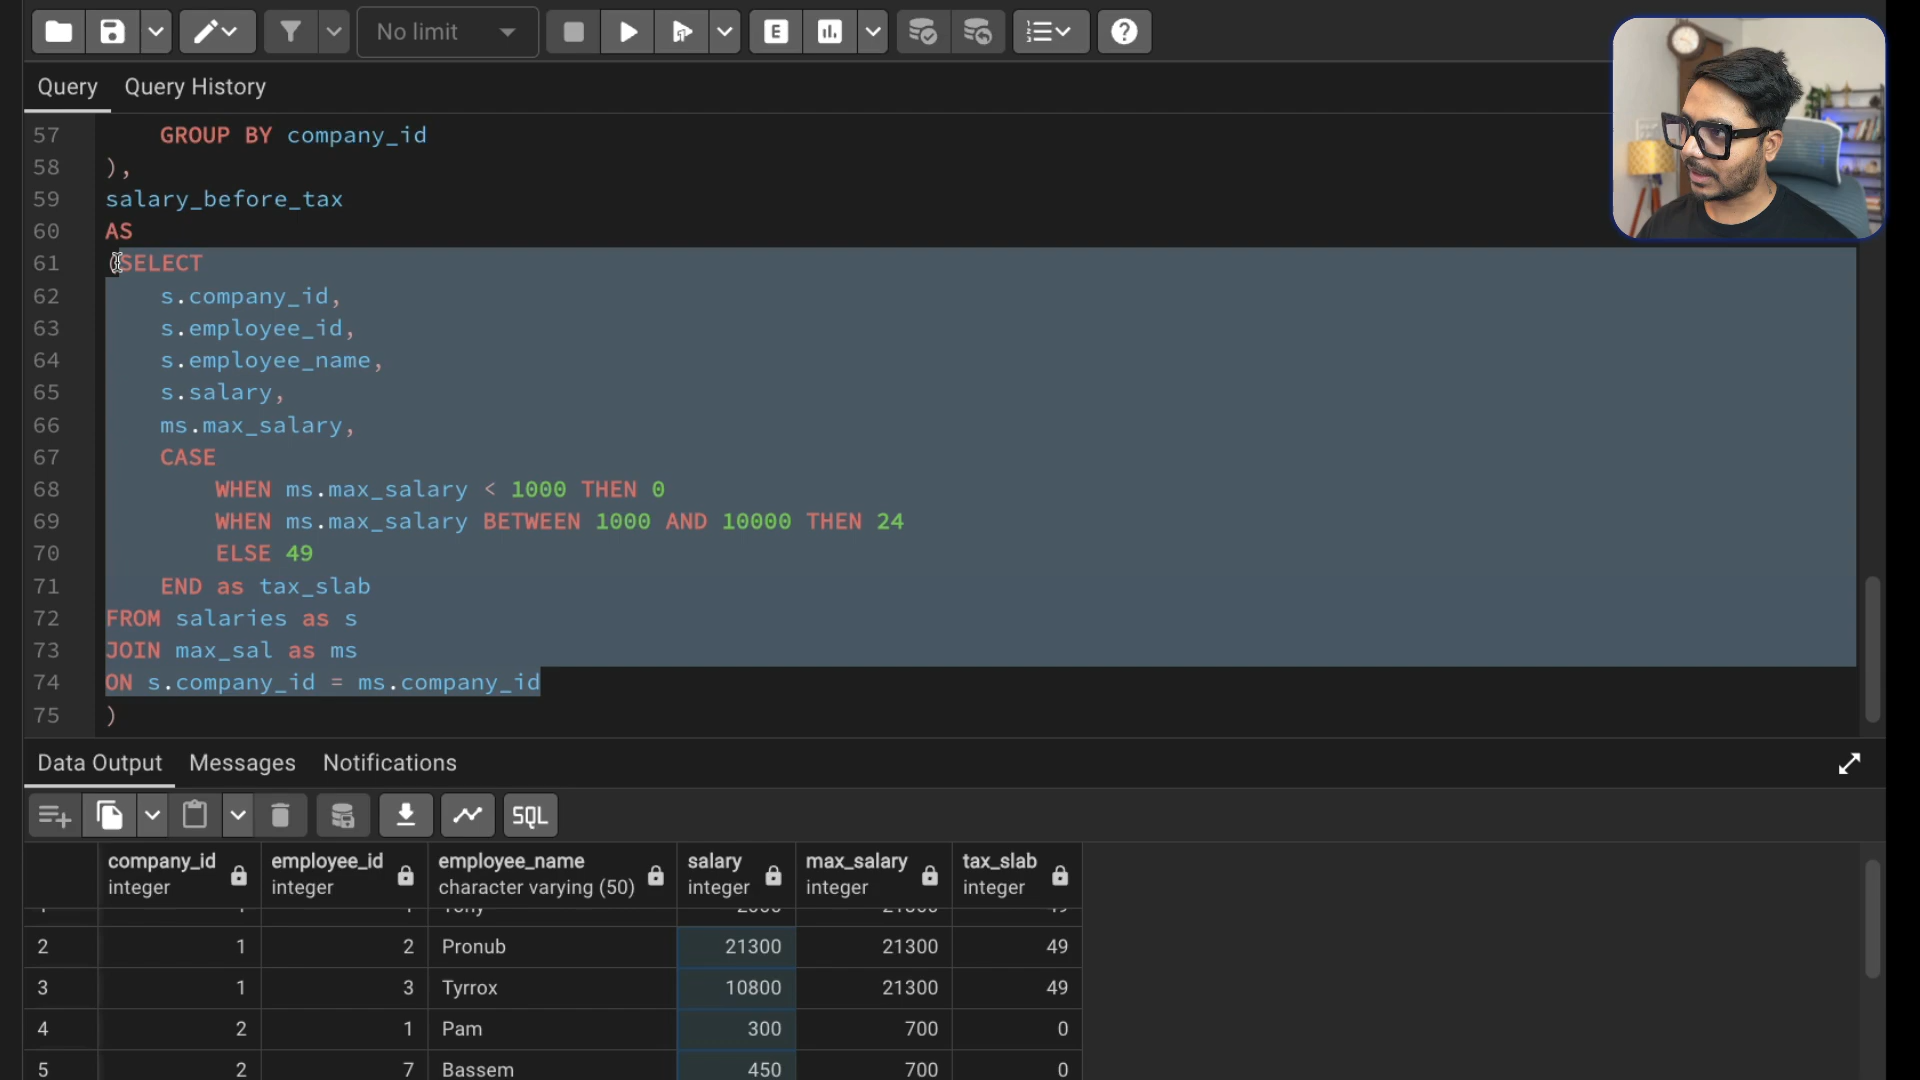 No limit
Query Query History
57 GROUP BY company_id
58 ),
59 salary_before_tax
60 AS
61 (SELECT
62 s.company_id,
63 s.employee_id,
64 s.employee_name,
65 s.salary,
66 ms.max_salary,
67 CASE
68 WHEN ms.max_salary < 1000 THEN 0
69 WHEN ms.max_salary BETWEEN 1000 AND 10000 THEN 24
70 ELSE 49
71 END as tax_slab
72 FROM salaries as s
73 JOIN max_sal as ms
74 ON s.company_id = ms.company_id
75 )
Data Output Messages Notifications
SQL
company_id employee_id employee_name salary max_salary tax_slab
integer integer character varying (50) integer integer integer
2 1 2 Pronub 21300 21300 49
3 1 3 Tyrrox 10800 21300 49
4 2 1 Pam 300 700 0
5 2 7 Bassem 450 700 0